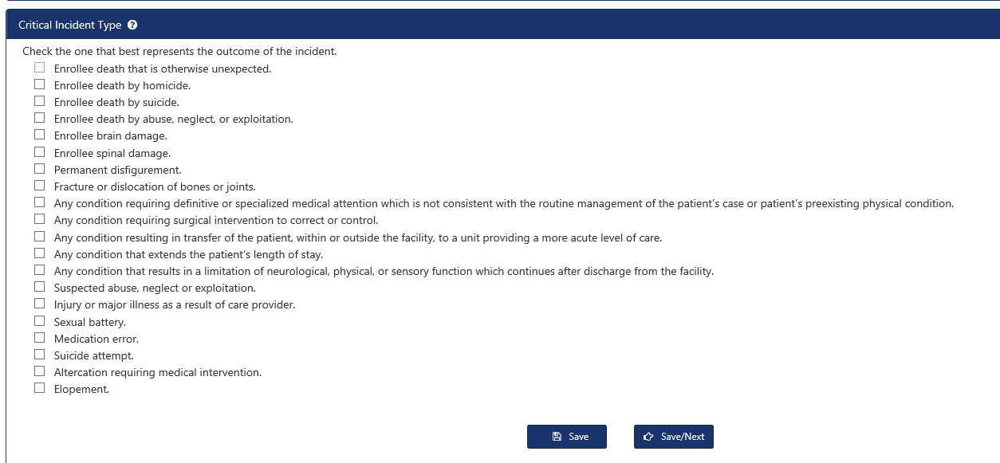 Critical Incident Type ?
Check the one that best represents the outcome of the incident.
Enrollee death that is otherwise unexpected.
Enrollee death by homicide.
Enrollee death by suicide.
Enrollee death by abuse, neglect, or exploitation.
Enrollee brain damage.
Enrollee spinal damage.
Permanent disfigurement.
Fracture or dislocation of bones or joints.
Any condition requiring definitive or specialized medical attention which is not consistent with the routine management of the patient's case or patient's preexisting physical condition.
Any condition requiring surgical intervention to correct or control.
Any condition resulting in transfer of the patient, within or outside the facility, to a unit providing a more acute level of care.
Any condition that extends the patient's length of stay.
Any condition that results in a limitation of neurological, physical, or sensory function which continues after discharge from the facility.
Suspected abuse, neglect or exploitation.
Injury or major illness as a result of care provider.
Sexual battery.
Medication error.
Suicide attempt.
Altercation requiring medical intervention.
Elopement.
Save Save/Next